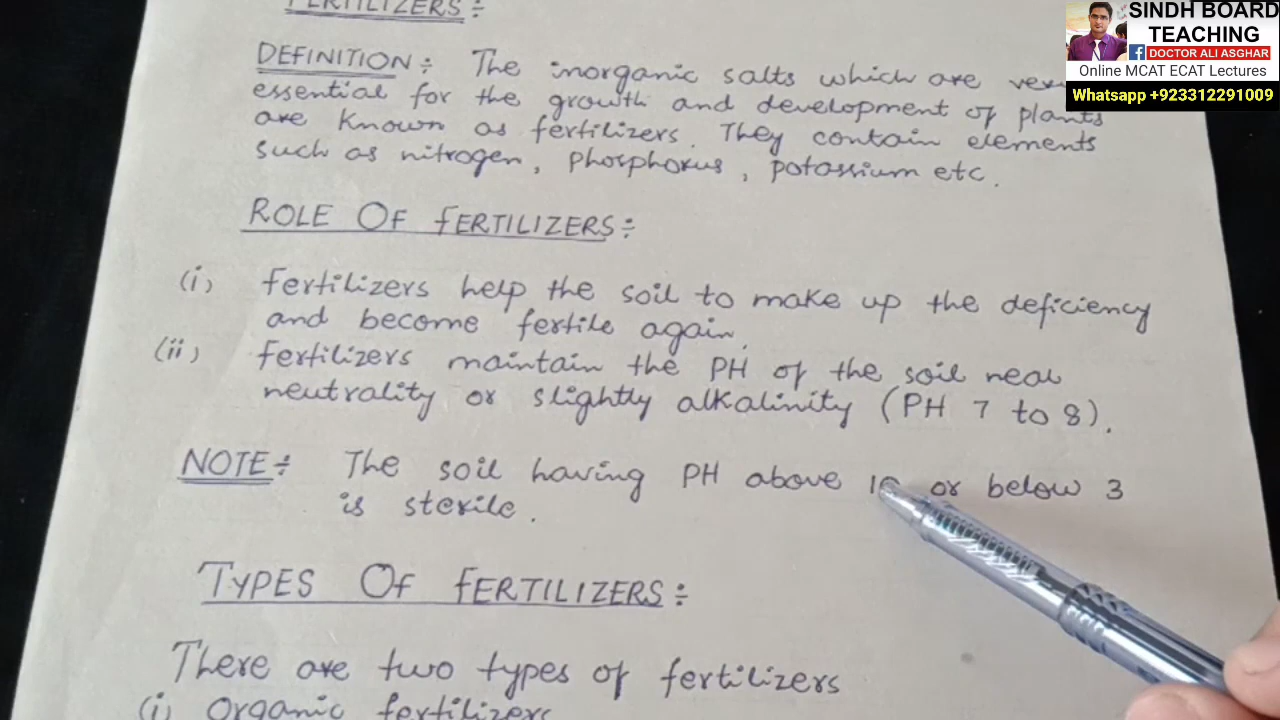 FERTILIZERS:
DEFINITION: The inorganic salts which are very
essential for the growth and development of plants
are known as fertilizers. They contain elements
such as nitrogen, phosphorus, potassium etc.
ROLE OF FERTILIZERS:
(i) Fertilizers help the soil to make up the deficiency
and become fertile again.
(ii) Fertilizers maintain the PH of the soil near
neutrality or slightly alkalinity (PH 7 to 8).
NOTE: The soil having PH above 10 or below 3
is sterile.
TYPES OF FERTILIZERS:
There are two types of fertilizers
(i) Organic fertilizers
SINDH BOARD
TEACHING
f DOCTOR ALI ASGHAR
Online MCAT ECAT Lectures
Whatsapp +923312291009